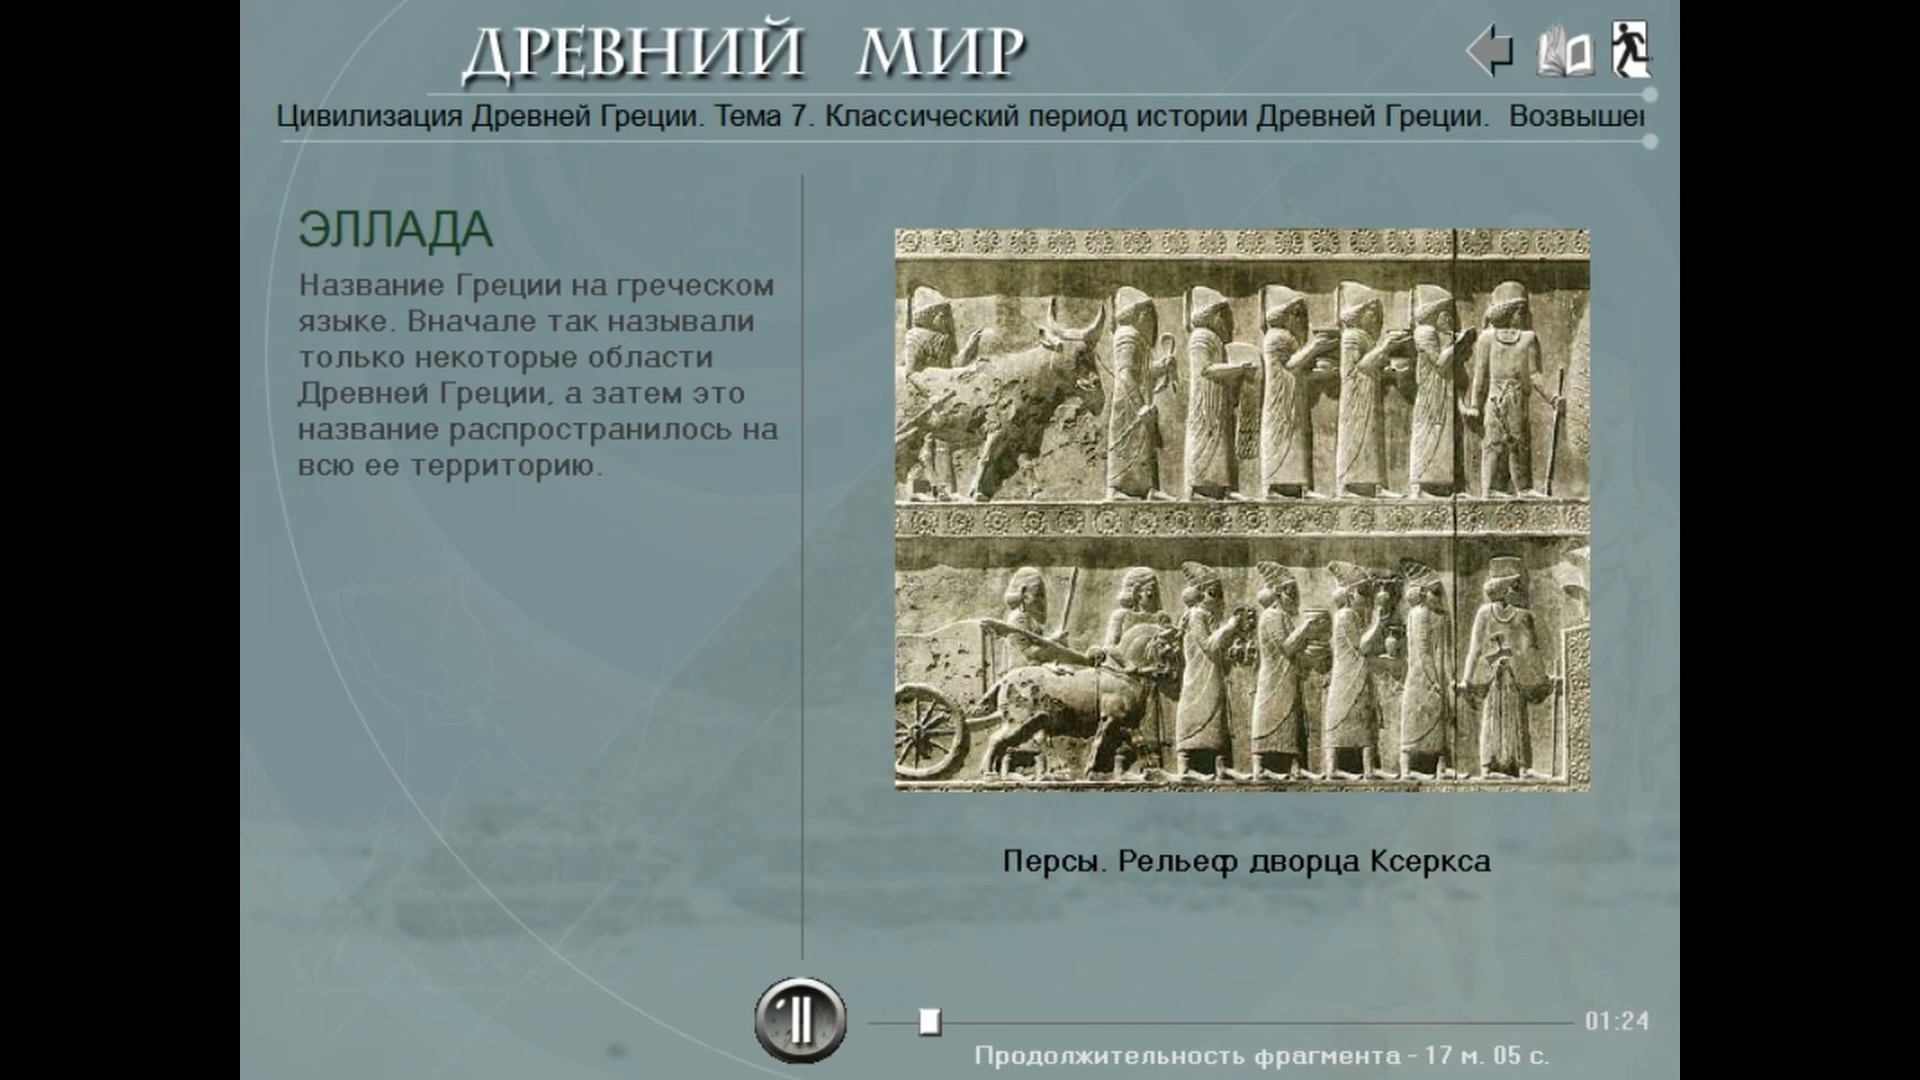 ДРЕВНИЙ МИР
Цивилизация Древней Греции. Тема 7. Классический период истории Древней Греции.
ЭЛЛАДА
Название Греции на греческом
языке. Вначале так называли
только некоторые области
Древней Греции, а затем это
название распространилось на
всю ее территорию.
Персы. Рельеф дворца Ксеркса
01:24
Продолжительность фрагмента - 17 м. 05 с.